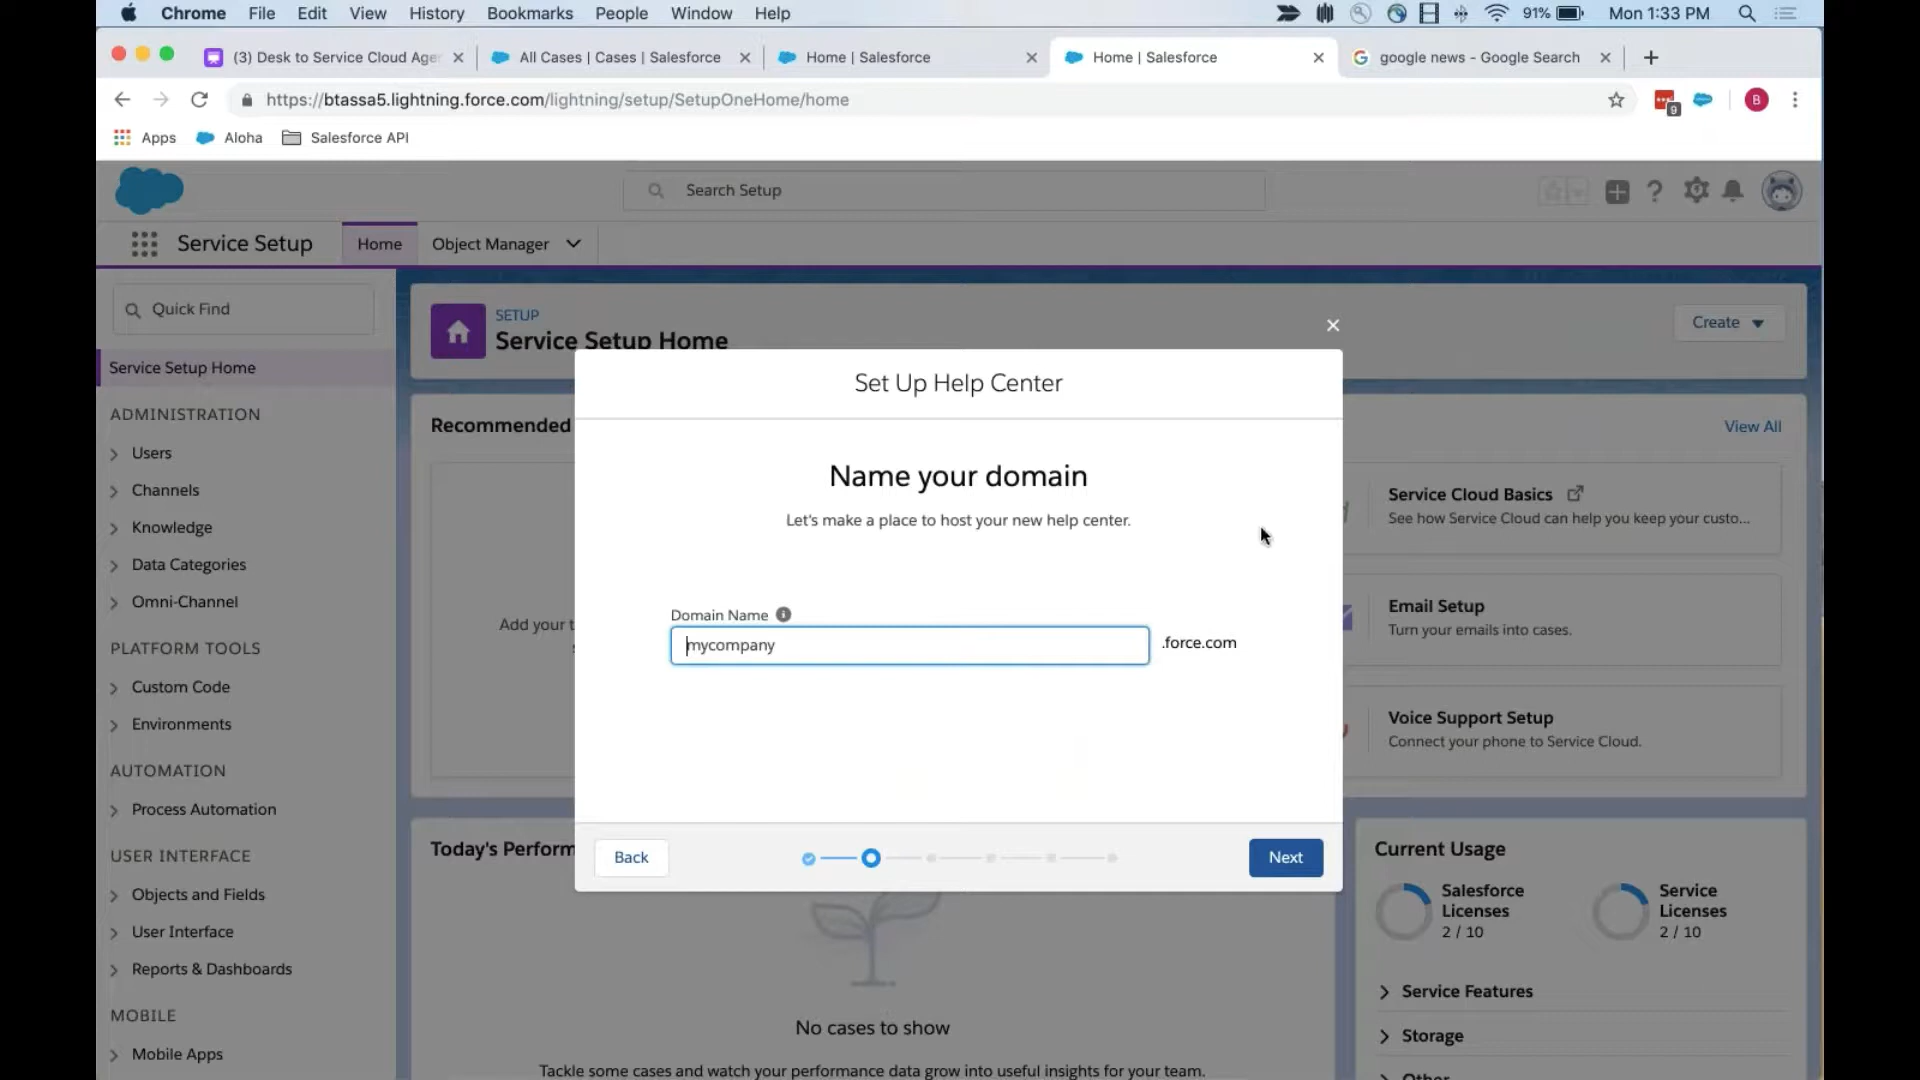 Chrome File Edit View History Bookmarks People Window Help 91% Mon 1:33 PM
(3) Desk to Service Cloud Age All Cases | Cases | Salesforce Home | Salesforce Home | Salesforce google news - Google Search
https://btassa5.lightning.force.com/lightning/setup/SetupOneHome/home 9 B
Apps Aloha Salesforce API
Search Setup
Service Setup Home Object Manager
Quick Find
Service Setup Home
ADMINISTRATION
Users
Channels
Knowledge
Data Categories
Omni-Channel
PLATFORM TOOLS
Custom Code
Environments
AUTOMATION
Process Automation
USER INTERFACE
Objects and Fields
User Interface
Reports & Dashboards
MOBILE
Mobile Apps
SETUP
Service Setup Home
Create
Recommended
View All
Add your t
Service Cloud Basics
See how Service Cloud can help you keep your custo...
Email Setup
Turn your emails into cases.
Voice Support Setup
Connect your phone to Service Cloud.
Set Up Help Center
Name your domain
Let's make a place to host your new help center.
Domain Name
mycompany .force.com
Back Next
Today's Perform
No cases to show
Tackle some cases and watch your performance data grow into useful insights for your team.
Current Usage
Salesforce Licenses
2 / 10
Service Licenses
2 / 10
Service Features
Storage
Other